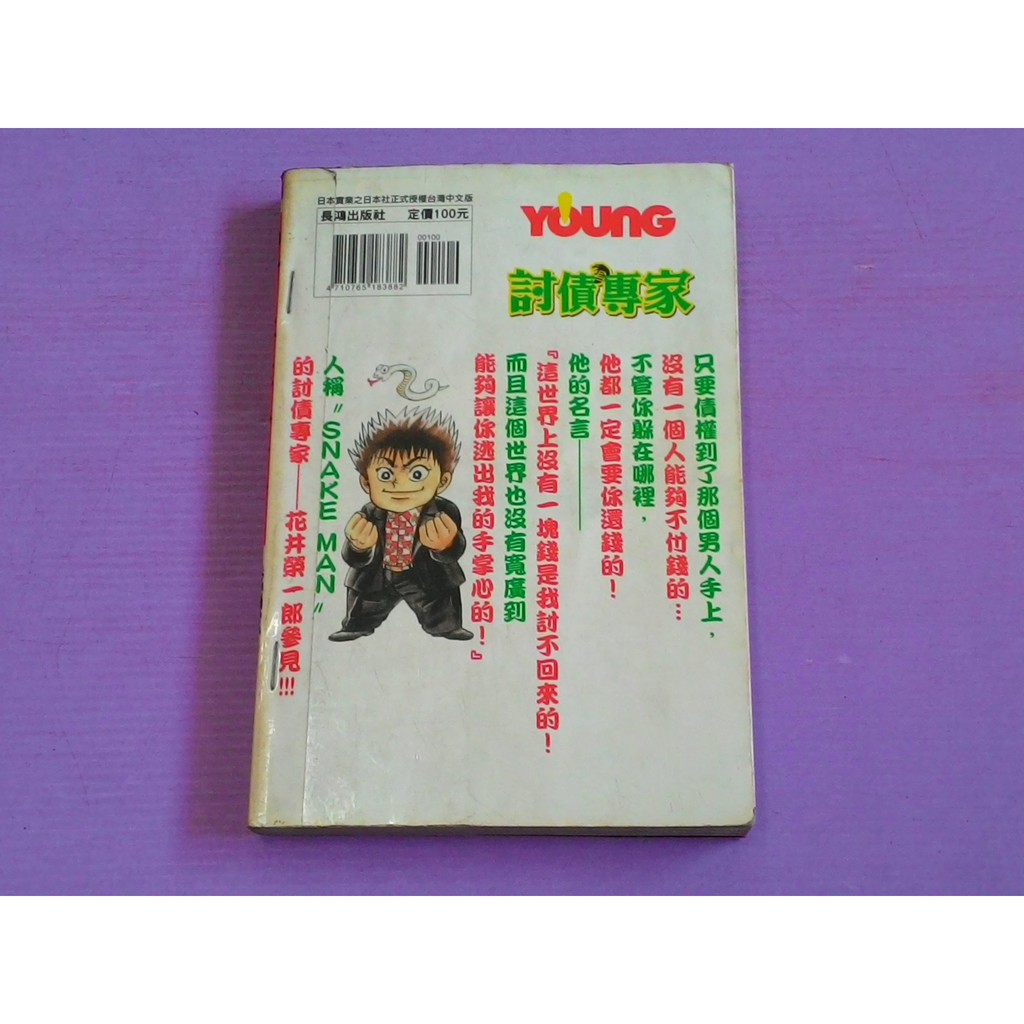 日本實業之日本社正式授權台灣中文版
長鴻出版社 定價100元
00100
4710765183882
YOUNG
討債專家
只要債權到了那個男人手上，
沒有一個人能夠不付錢的…
不管你躲在哪裡，
他都一定會要你還錢的！
他的名言——
『這世界上沒有一塊錢是我討不回來的！
而且這個世界也沒有寬廣到
能夠讓你逃出我的手掌心的！』
人稱〝SNAKE MAN〞
的討債專家——花井榮一郎參見!!!